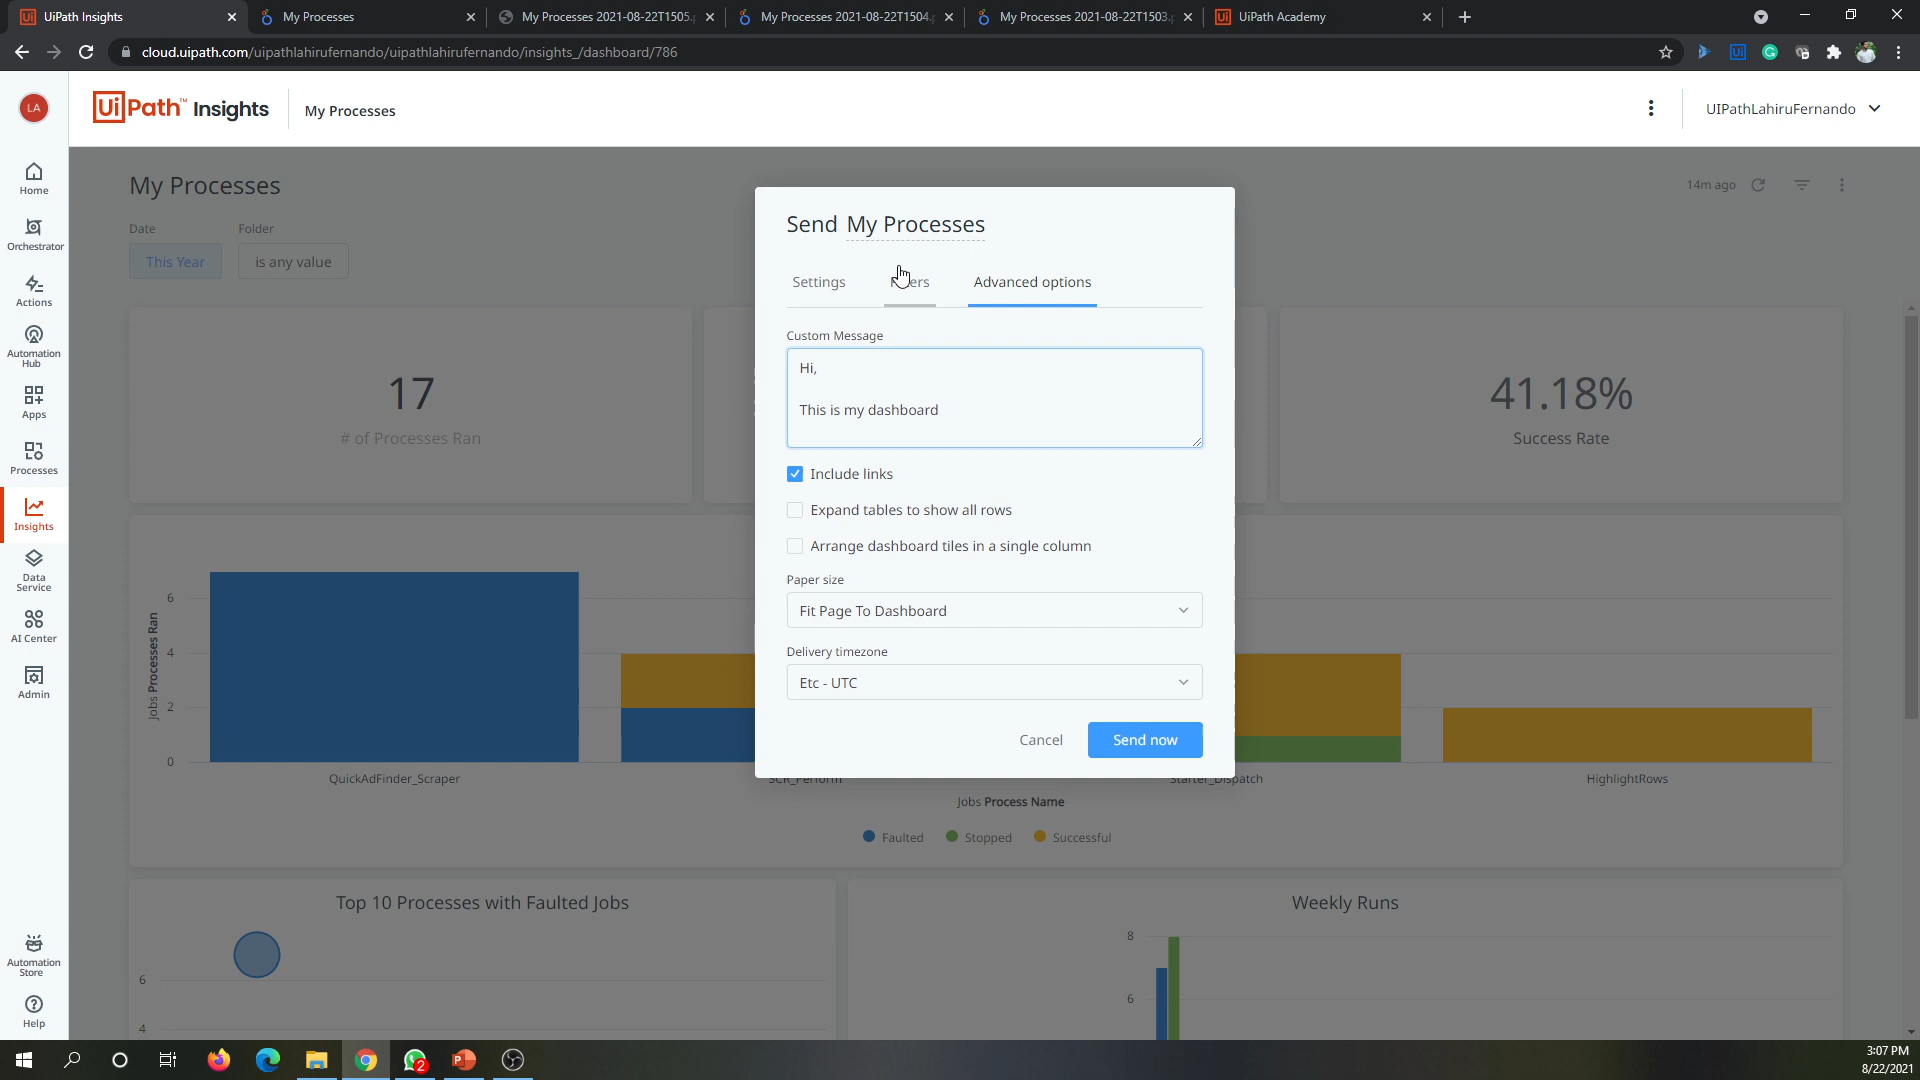 UiPath Insights
My Processes
My Processes 2021-08-22T1505.
My Processes 2021-08-22T1504.
My Processes 2021-08-22T1503.
UiPath Academy
cloud.uipath.com/uipathlahirufernando/uipathlahirufernando/insights_/dashboard/786
LA
UiPath™ Insights
My Processes
UIPathLahiruFernando
Home
Orchestrator
Actions
Automation
Hub
Apps
Processes
Insights
Data
Service
AI Center
Admin
Automation
Store
Help
My Processes
14m ago
Date
Folder
This Year
is any value
17
# of Processes Ran
41.18%
Success Rate
Send My Processes
Settings
Advanced options
Custom Message
Hi,
This is my dashboard
Include links
Expand tables to show all rows
Arrange dashboard tiles in a single column
Paper size
Fit Page To Dashboard
Delivery timezone
Etc - UTC
Cancel
Send now
Jobs Processes Ran
6
4
2
0
QuickAdFinder_Scraper
SCR_Perform
Starter_Dispatch
HighlightRows
Jobs Process Name
Faulted
Stopped
Successful
Top 10 Processes with Faulted Jobs
6
4
Weekly Runs
8
6
2
3:07 PM
8/22/2021